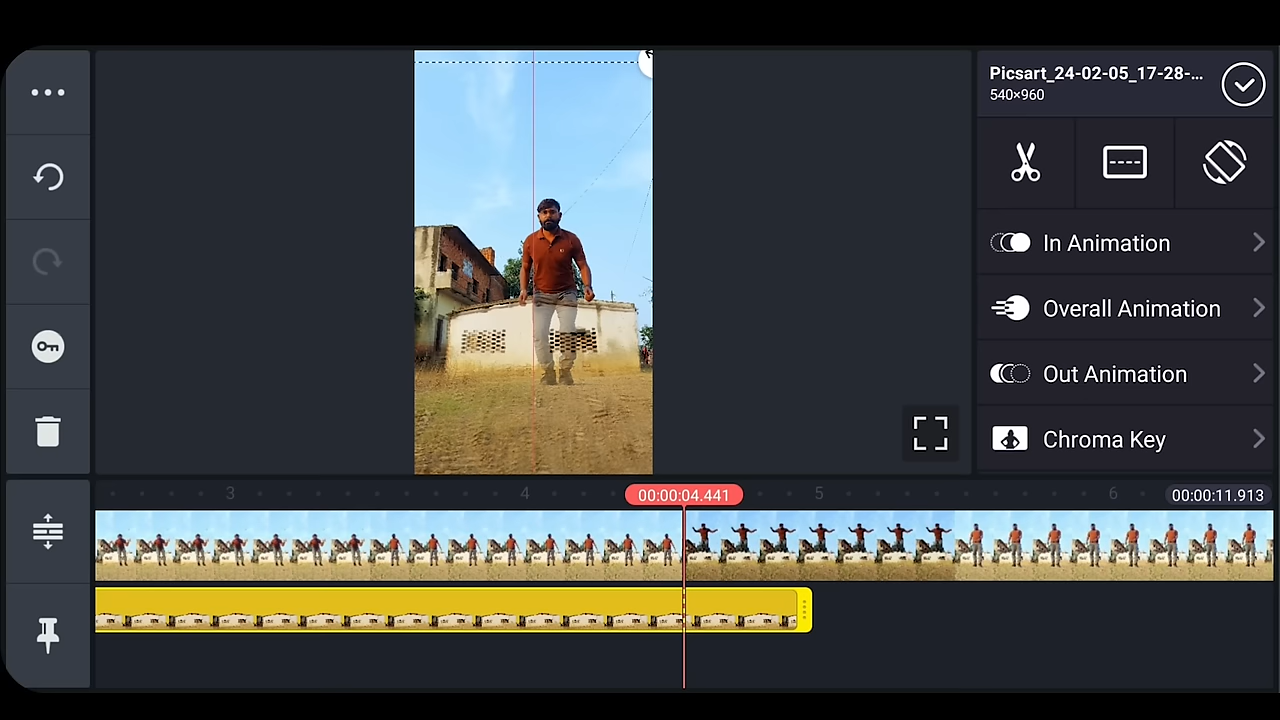 Picsart_24-02-05_17-28-...
540×960
In Animation
Overall Animation
Out Animation
Chroma Key
3
4
00:00:04.441
5
6
00:00:11.913